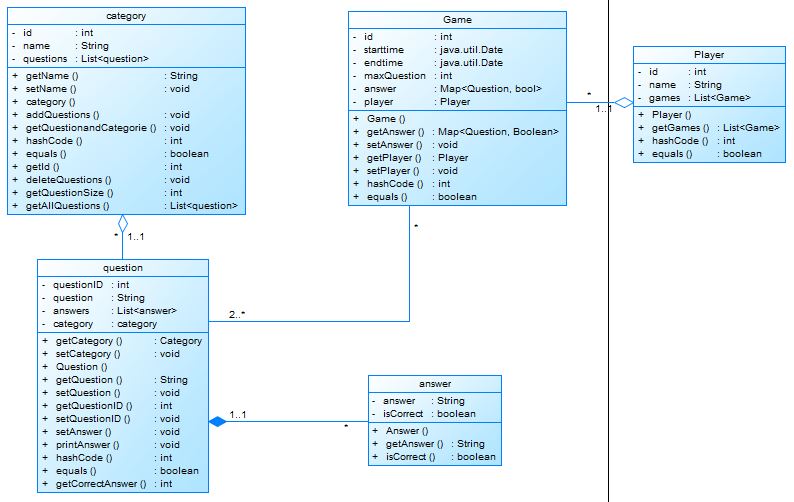 category
- id : int
- name : String
- questions : List<question>
+ getName () : String
+ setName () : void
+ category ()
+ addQuestions () : void
+ getQuestionandCategorie () : void
+ hashCode () : int
+ equals () : boolean
+ getId () : int
+ deleteQuestions () : void
+ getQuestionSize () : int
+ getAllQuestions () : List<question>
Game
- id : int
- starttime : java.util.Date
- endtime : java.util.Date
- maxQuestion : int
- answer : Map<Question, bool>
- player : Player
+ Game ()
+ getAnswer () : Map<Question, Boolean>
+ setAnswer () : void
+ getPlayer () : Player
+ setPlayer () : void
+ hashCode () : int
+ equals () : boolean
*
1..1
Player
- id : int
- name : String
- games : List<Game>
+ Player ()
+ getGames () : List<Game>
+ hashCode () : int
+ equals () : boolean
* 1..1
*
2..*
question
- questionID : int
- question : String
- answers : List<answer>
- category : category
+ getCategory () : Category
+ setCategory () : void
+ Question ()
+ getQuestion () : String
+ setQuestion () : void
+ getQuestionID () : int
+ setQuestionID () : void
+ setAnswer () : void
+ printAnswer () : void
+ hashCode () : int
+ equals () : boolean
+ getCorrectAnswer () : int
1..1
*
answer
- answer : String
- isCorrect : boolean
+ Answer ()
+ getAnswer () : String
+ isCorrect () : boolean